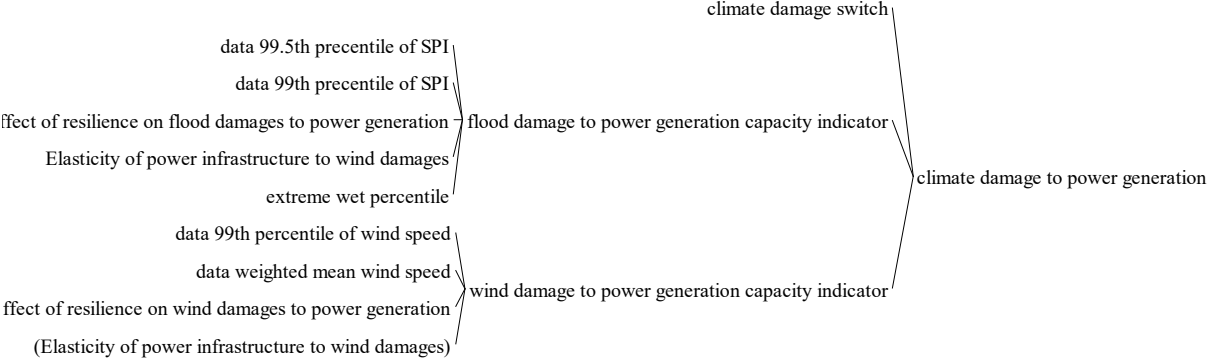 climate damage switch
data 99.5th precentile of SPI
data 99th precentile of SPI
ffect of resilience on flood damages to power generation
flood damage to power generation capacity indicator
Elasticity of power infrastructure to wind damages
climate damage to power generation
extreme wet percentile
data 99th percentile of wind speed
data weighted mean wind speed
wind damage to power generation capacity indicator
ffect of resilience on wind damages to power generation
(Elasticity of power infrastructure to wind damages)